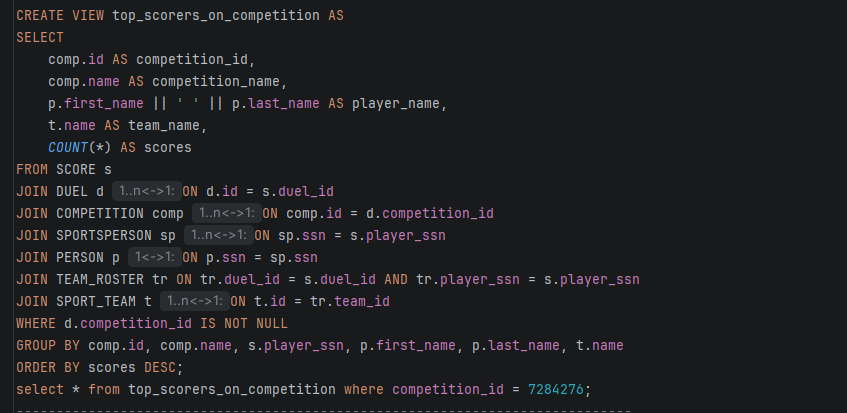 CREATE VIEW top_scorers_on_competition AS
SELECT
comp.id AS competition_id,
comp.name AS competition_name,
p.first_name || ' ' || p.last_name AS player_name,
t.name AS team_name,
COUNT(*) AS scores
FROM SCORE s
JOIN DUEL d 1..n<->1: ON d.id = s.duel_id
JOIN COMPETITION comp 1..n<->1: ON comp.id = d.competition_id
JOIN SPORTSPERSON sp 1..n<->1: ON sp.ssn = s.player_ssn
JOIN PERSON p 1<->1: ON p.ssn = sp.ssn
JOIN TEAM_ROSTER tr ON tr.duel_id = s.duel_id AND tr.player_ssn = s.player_ssn
JOIN SPORT_TEAM t 1..n<->1: ON t.id = tr.team_id
WHERE d.competition_id IS NOT NULL
GROUP BY comp.id, comp.name, s.player_ssn, p.first_name, p.last_name, t.name
ORDER BY scores DESC;
select * from top_scorers_on_competition where competition_id = 7284276;
-----------------------------------------------------------------------------